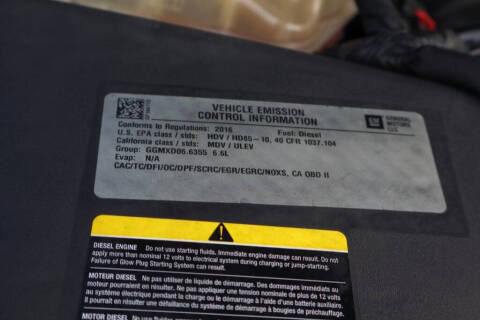 VEHICLE EMISSION
CONTROL INFORMATION
Conforms to Regulations: 2016
Fuel: Diesel
U.S. EPA class / stds: HDV / HD85-10, 40 CFR 1037.104
California class / stds: MDV / ULEV
Group: GGMXD06.6355 6.6L
Evap: N/A
CAC/TC/DFI/OC/DPF/SCRC/EGR/EGRC/NOXS, CA OBD II
GM
GENERAL
MOTORS
LLC
DIESEL ENGINE Do not use starting fluids. Immediate engine damage can result. Do not
apply more than nominal 12 volts to electrical system during charging or jump-starting.
Failure of Glow Plug Starting System can result.
MOTEUR DIESEL Ne pas utiliser de liquide de démarrage. Des dommages immédiats au
moteur pourraient en résulter. Ne pas appliquer une tension nominale de plus de 12 volts
au système électrique pendant la charge ou le démarrage à l'aide d'une batterie auxiliaire.
Il pourrait en résulter une défaillance du système de démarrage à bougies de préchauffage.
MOTOR DIESEL